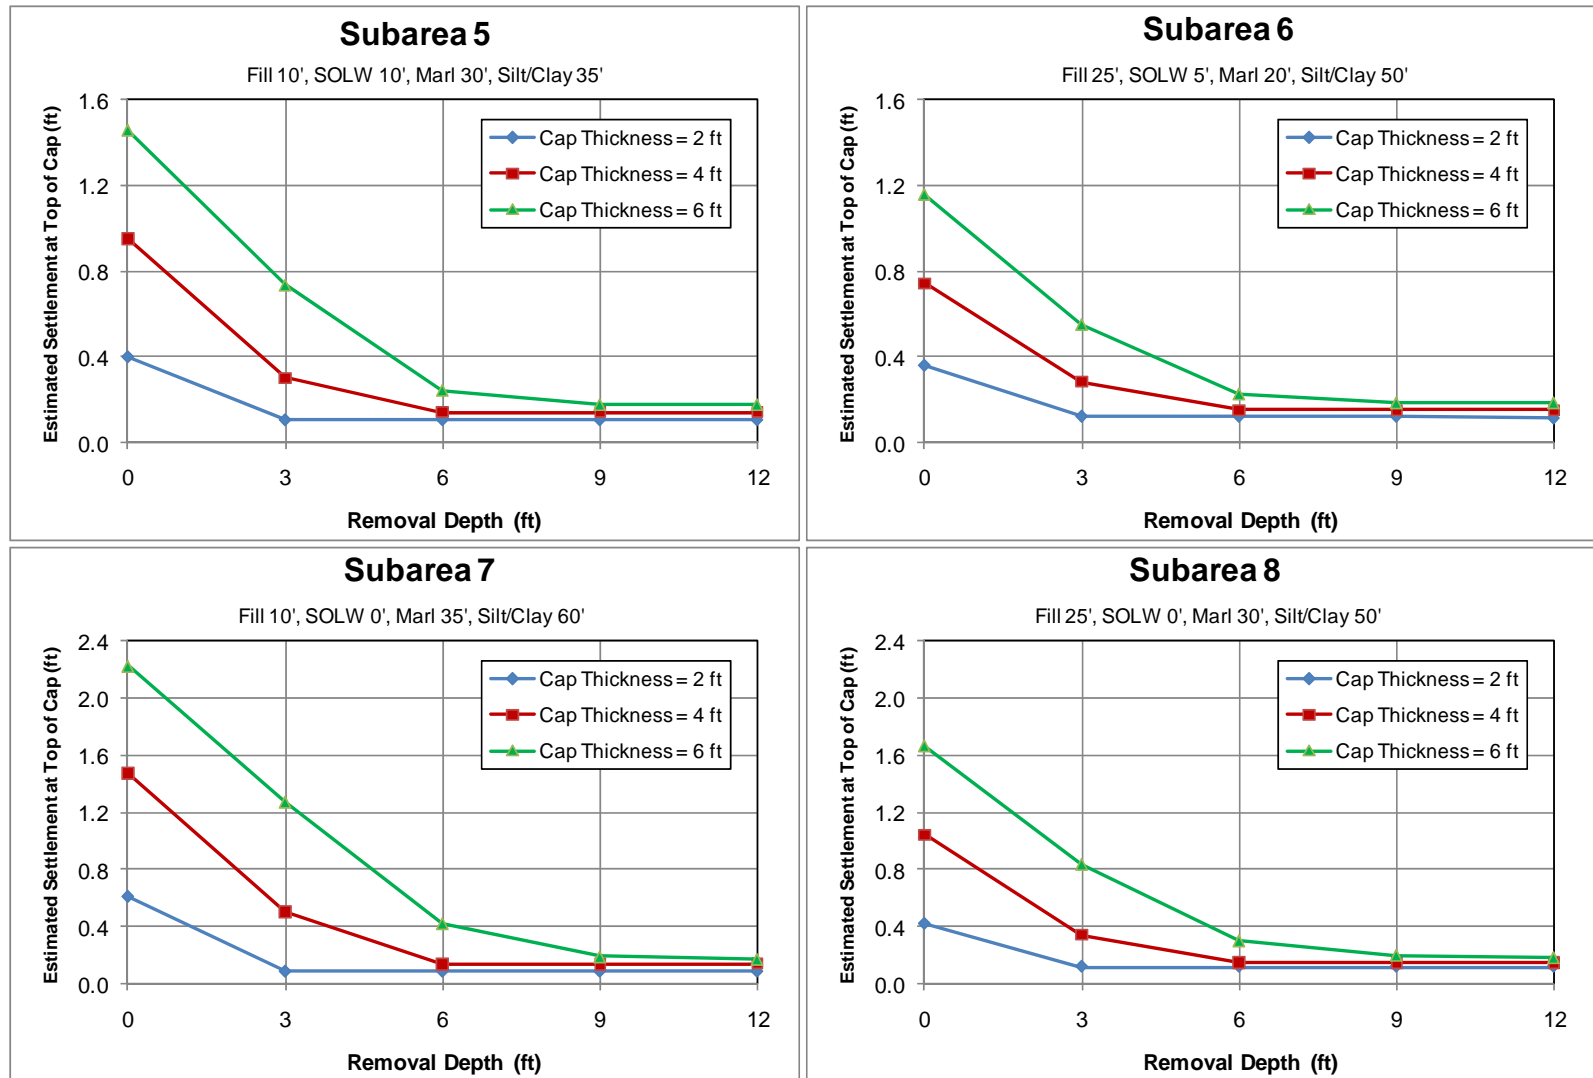 Subarea 5
Fill 10', SOLW 10', Marl 30', Silt/Clay 35'
Estimated Settlement at Top of Cap (ft)
1.6
1.2
0.8
0.4
0.0
Cap Thickness = 2 ft
Cap Thickness = 4 ft
Cap Thickness = 6 ft
0 3 6 9 12
Removal Depth (ft)
Subarea 6
Fill 25', SOLW 5', Marl 20', Silt/Clay 50'
Estimated Settlement at Top of Cap (ft)
1.6
1.2
0.8
0.4
0.0
Cap Thickness = 2 ft
Cap Thickness = 4 ft
Cap Thickness = 6 ft
0 3 6 9 12
Removal Depth (ft)
Subarea 7
Fill 10', SOLW 0', Marl 35', Silt/Clay 60'
Estimated Settlement at Top of Cap (ft)
2.4
2.0
1.6
1.2
0.8
0.4
0.0
Cap Thickness = 2 ft
Cap Thickness = 4 ft
Cap Thickness = 6 ft
0 3 6 9 12
Removal Depth (ft)
Subarea 8
Fill 25', SOLW 0', Marl 30', Silt/Clay 50'
Estimated Settlement at Top of Cap (ft)
2.4
2.0
1.6
1.2
0.8
0.4
0.0
Cap Thickness = 2 ft
Cap Thickness = 4 ft
Cap Thickness = 6 ft
0 3 6 9 12
Removal Depth (ft)